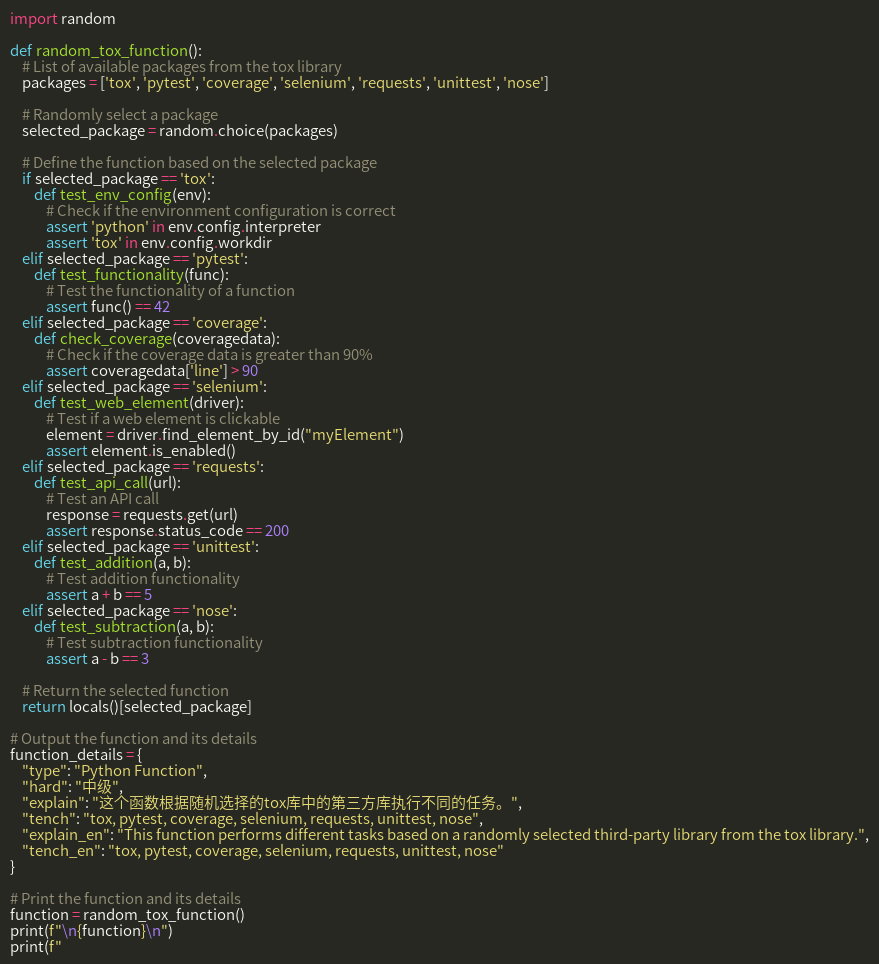 import random

def random_tox_function():
    # List of available packages from the tox library
    packages = ['tox', 'pytest', 'coverage', 'selenium', 'requests', 'unittest', 'nose']

    # Randomly select a package
    selected_package = random.choice(packages)

    # Define the function based on the selected package
    if selected_package == 'tox':
        def test_env_config(env):
            # Check if the environment configuration is correct
            assert 'python' in env.config.interpreter
            assert 'tox' in env.config.workdir
    elif selected_package == 'pytest':
        def test_functionality(func):
            # Test the functionality of a function
            assert func() == 42
    elif selected_package == 'coverage':
        def check_coverage(coveragedata):
            # Check if the coverage data is greater than 90%
            assert coveragedata['line'] > 90
    elif selected_package == 'selenium':
        def test_web_element(driver):
            # Test if a web element is clickable
            element = driver.find_element_by_id("myElement")
            assert element.is_enabled()
    elif selected_package == 'requests':
        def test_api_call(url):
            # Test an API call
            response = requests.get(url)
            assert response.status_code == 200
    elif selected_package == 'unittest':
        def test_addition(a, b):
            # Test addition functionality
            assert a + b == 5
    elif selected_package == 'nose':
        def test_subtraction(a, b):
            # Test subtraction functionality
            assert a - b == 3

    # Return the selected function
    return locals()[selected_package]

# Output the function and its details
function_details = {
    "type": "Python Function",
    "hard": "中级",
    "explain": "这个函数根据随机选择的tox库中的第三方库执行不同的任务。",
    "tench": "tox, pytest, coverage, selenium, requests, unittest, nose",
    "explain_en": "This function performs different tasks based on a randomly selected third-party library from the tox library.",
    "tench_en": "tox, pytest, coverage, selenium, requests, unittest, nose"
}

# Print the function and its details
function = random_tox_function()
print(f"\n{function}\n")
print(f"